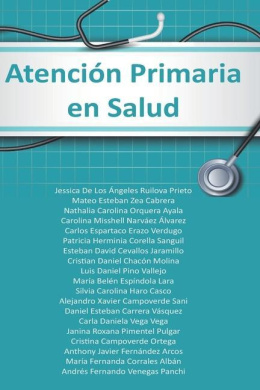 Atención Primaria
en Salud
Jessica De Los Ángeles Ruilova Prieto
Mateo Esteban Zea Cabrera
Nathalia Carolina Orquera Ayala
Carolina Misshell Narváez Álvarez
Carlos Espartaco Erazo Verdugo
Patricia Herminia Corella Sanguil
Esteban David Cevallos Jaramillo
Cristian Daniel Chacón Molina
Luis Daniel Pino Vallejo
María Belén Espíndola Lara
Silvia Carolina Haro Casco
Alejandro Xavier Campoverde Sani
Daniel Esteban Carrera Vásquez
Carla Daniela Vega Vega
Janina Roxana Pimentel Pulgar
Cristina Campoverde Ortega
Anthony Javier Fernández Arcos
María Fernanda Corrales Albán
Andrés Fernando Venegas Panchi